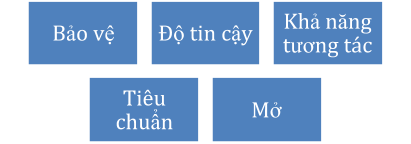 Bảo vệ
Độ tin cậy
Khả năng
tương tác
Tiêu
chuẩn
Mở